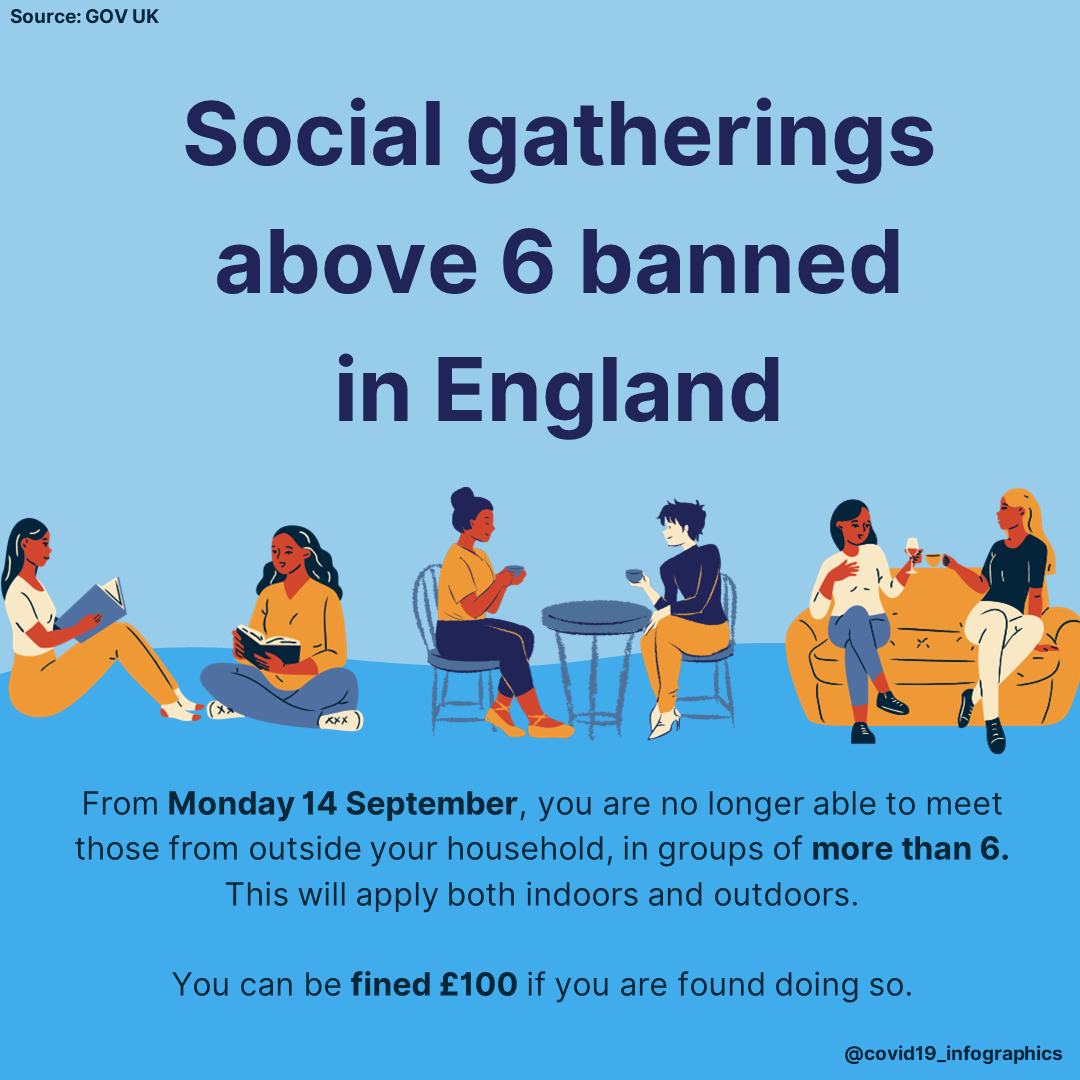 Source: GOV UK
Social gatherings
above 6 banned
in England
From Monday 14 September, you are no longer able to meet
those from outside your household, in groups of more than 6.
This will apply both indoors and outdoors.
You can be fined £100 if you are found doing so.
@covid19_infographics